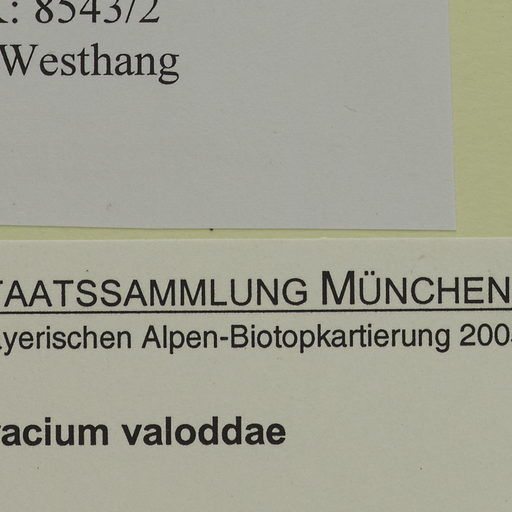 : 8543/2
Westhang
TAATSSAMMLUNG MÜNCHEN
yerischen Alpen-Biotopkartierung 200
racium valoddae